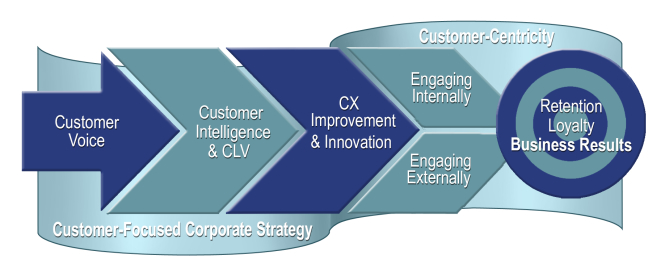 Customer-Centricity
Customer
Voice
Customer
Intelligence
& CLV
CX
Improvement
& Innovation
Engaging
Internally
Engaging
Externally
Retention
Loyalty
Business Results
Customer-Focused Corporate Strategy